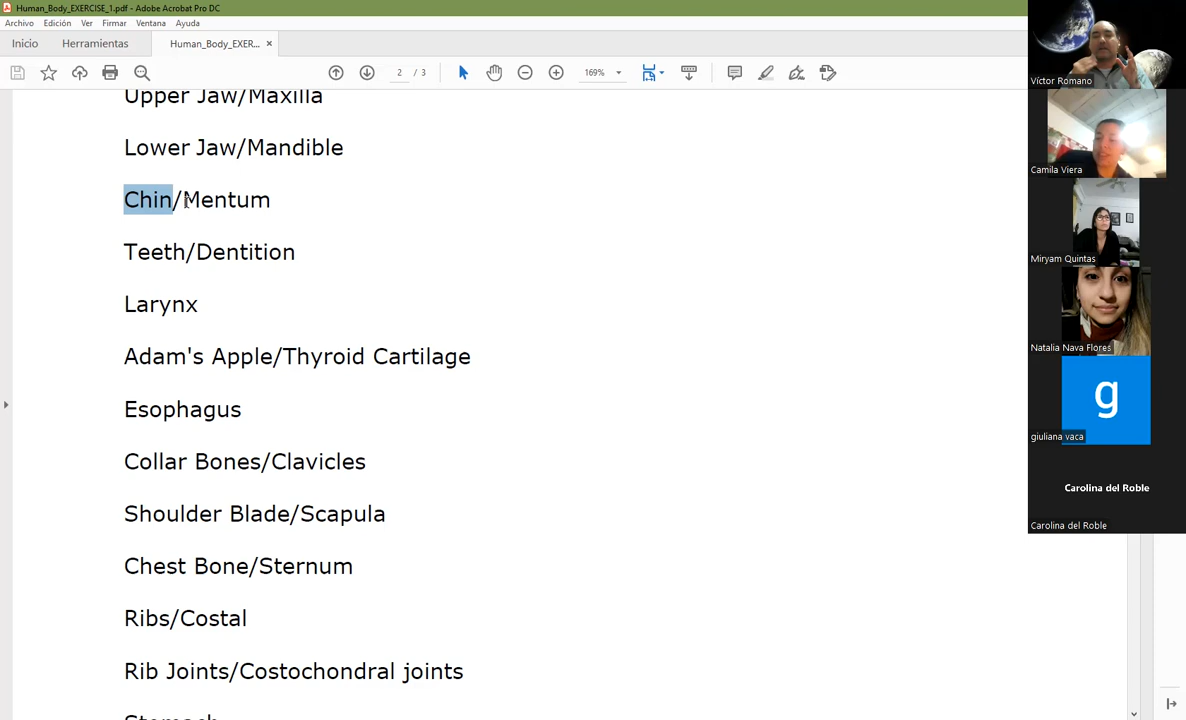 Human_Body_EXERCISE_1.pdf - Adobe Acrobat Pro DC
Archivo Edición Ver Firmar Ventana Ayuda
Inicio Herramientas Human_Body_EXER... ×
2 / 3 169%
Upper Jaw/Maxilla
Lower Jaw/Mandible
Chin/Mentum
Teeth/Dentition
Larynx
Adam's Apple/Thyroid Cartilage
Esophagus
Collar Bones/Clavicles
Shoulder Blade/Scapula
Chest Bone/Sternum
Ribs/Costal
Rib Joints/Costochondral joints
Stomach
Víctor Romano
Camila Viera
Miryam Quintas
Natalia Nava Flores
g
giuliana vaca
Carolina del Roble
Carolina del Roble